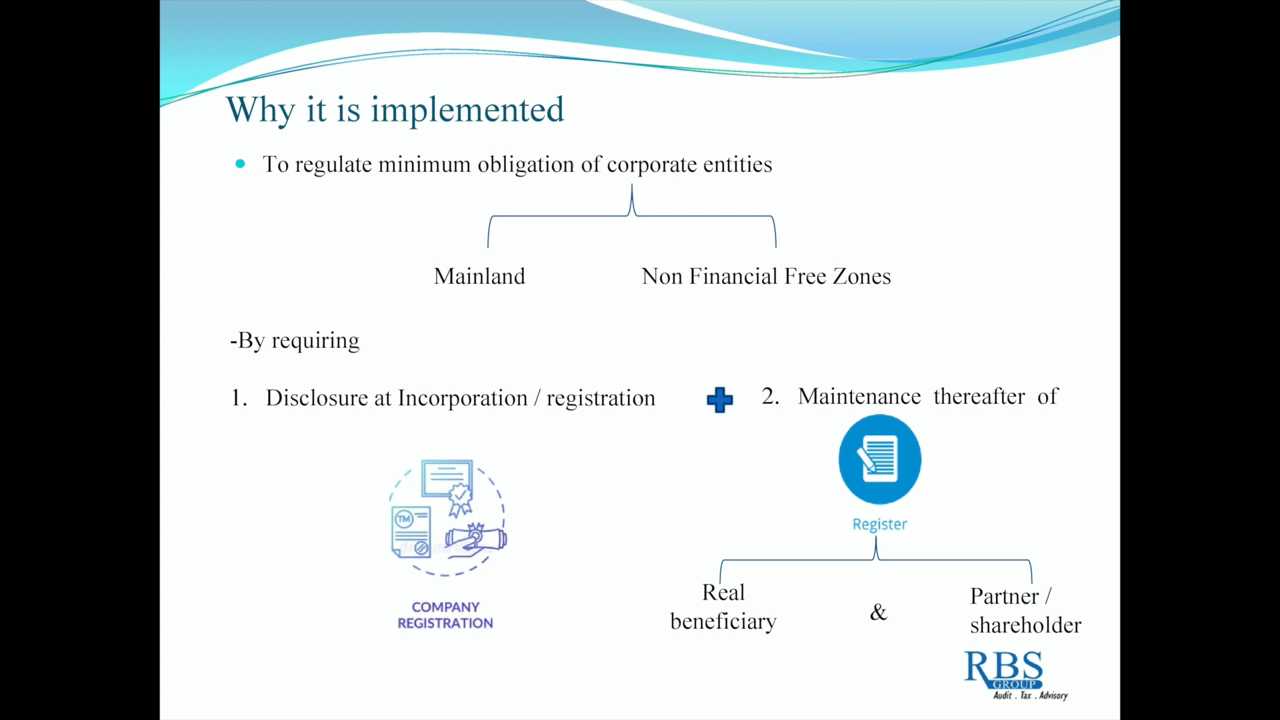 Why it is implemented
To regulate minimum obligation of corporate entities
Mainland
Non Financial Free Zones
-By requiring
1. Disclosure at Incorporation / registration
2. Maintenance thereafter of
TM
COMPANY
REGISTRATION
Register
Real
beneficiary
&
Partner /
shareholder
RBS
GROUP
Audit . Tax . Advisory